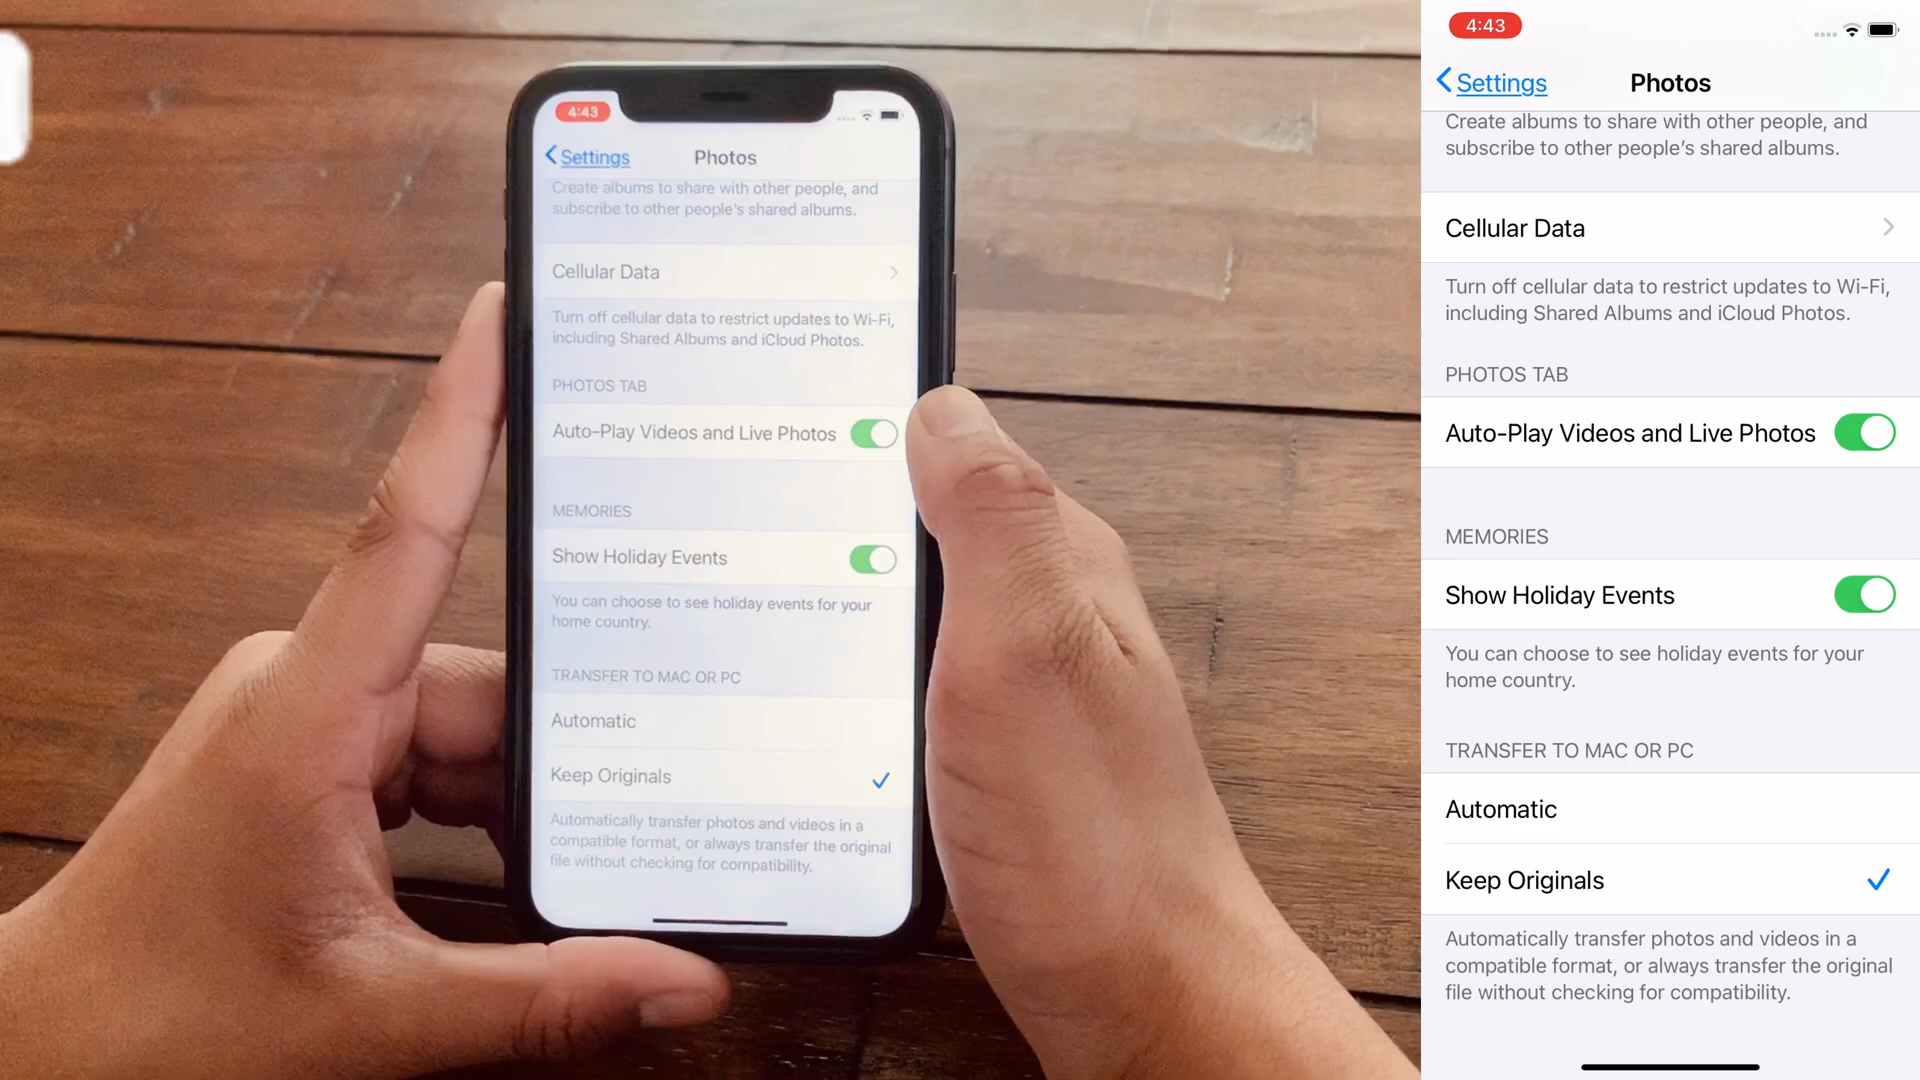 4:43
Settings
Photos
Create albums to share with other people, and
subscribe to other people's shared albums.
Cellular Data
Turn off cellular data to restrict updates to Wi-Fi,
including Shared Albums and iCloud Photos.
PHOTOS TAB
Auto-Play Videos and Live Photos
MEMORIES
Show Holiday Events
You can choose to see holiday events for your
home country.
TRANSFER TO MAC OR PC
Automatic
Keep Originals
Automatically transfer photos and videos in a
compatible format, or always transfer the original
file without checking for compatibility.
4:43
Settings
Photos
Create albums to share with other people, and
subscribe to other people’s shared albums.
Cellular Data
Turn off cellular data to restrict updates to Wi-Fi,
including Shared Albums and iCloud Photos.
PHOTOS TAB
Auto-Play Videos and Live Photos
MEMORIES
Show Holiday Events
You can choose to see holiday events for your
home country.
TRANSFER TO MAC OR PC
Automatic
Keep Originals
Automatically transfer photos and videos in a
compatible format, or always transfer the original
file without checking for compatibility.